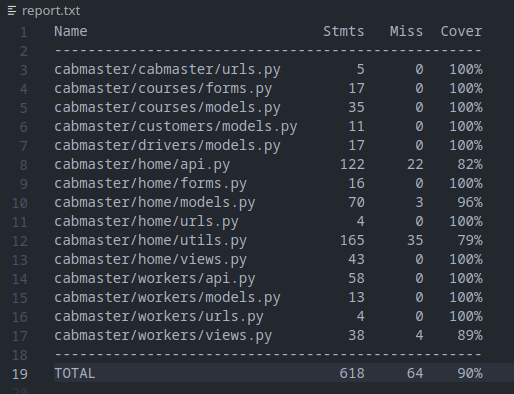 report.txt
1 Name Stmts Miss Cover
2 -----------------------------------------------------
3 cabmaster/cabmaster/urls.py 5 0 100%
4 cabmaster/courses/forms.py 17 0 100%
5 cabmaster/courses/models.py 35 0 100%
6 cabmaster/customers/models.py 11 0 100%
7 cabmaster/drivers/models.py 17 0 100%
8 cabmaster/home/api.py 122 22 82%
9 cabmaster/home/forms.py 16 0 100%
10 cabmaster/home/models.py 70 3 96%
11 cabmaster/home/urls.py 4 0 100%
12 cabmaster/home/utils.py 165 35 79%
13 cabmaster/home/views.py 43 0 100%
14 cabmaster/workers/api.py 58 0 100%
15 cabmaster/workers/models.py 13 0 100%
16 cabmaster/workers/urls.py 4 0 100%
17 cabmaster/workers/views.py 38 4 89%
18 -----------------------------------------------------
19 TOTAL 618 64 90%
20